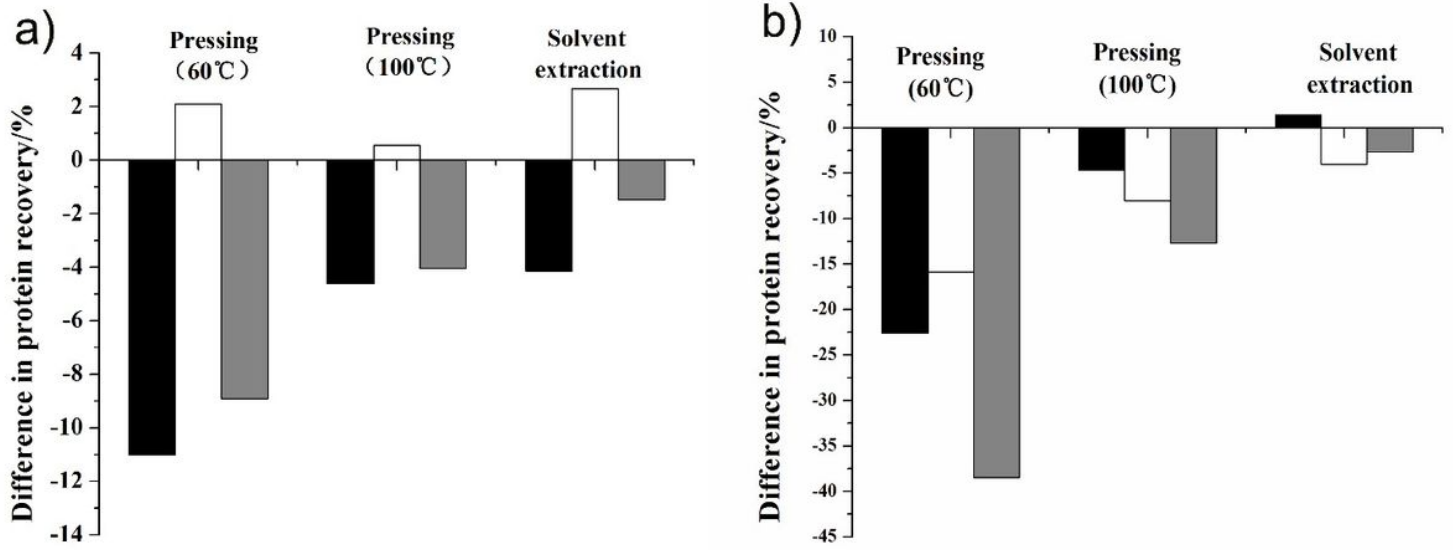 a)
Pressing
（60℃）
Pressing
（100℃）
Solvent
extraction
Difference in protein recovery/%
4
2
0
-2
-4
-6
-8
-10
-12
-14
b)
Pressing
(60℃)
Pressing
(100℃)
Solvent
extraction
Difference in protein recovery/%
10
5
0
-5
-10
-15
-20
-25
-30
-35
-40
-45